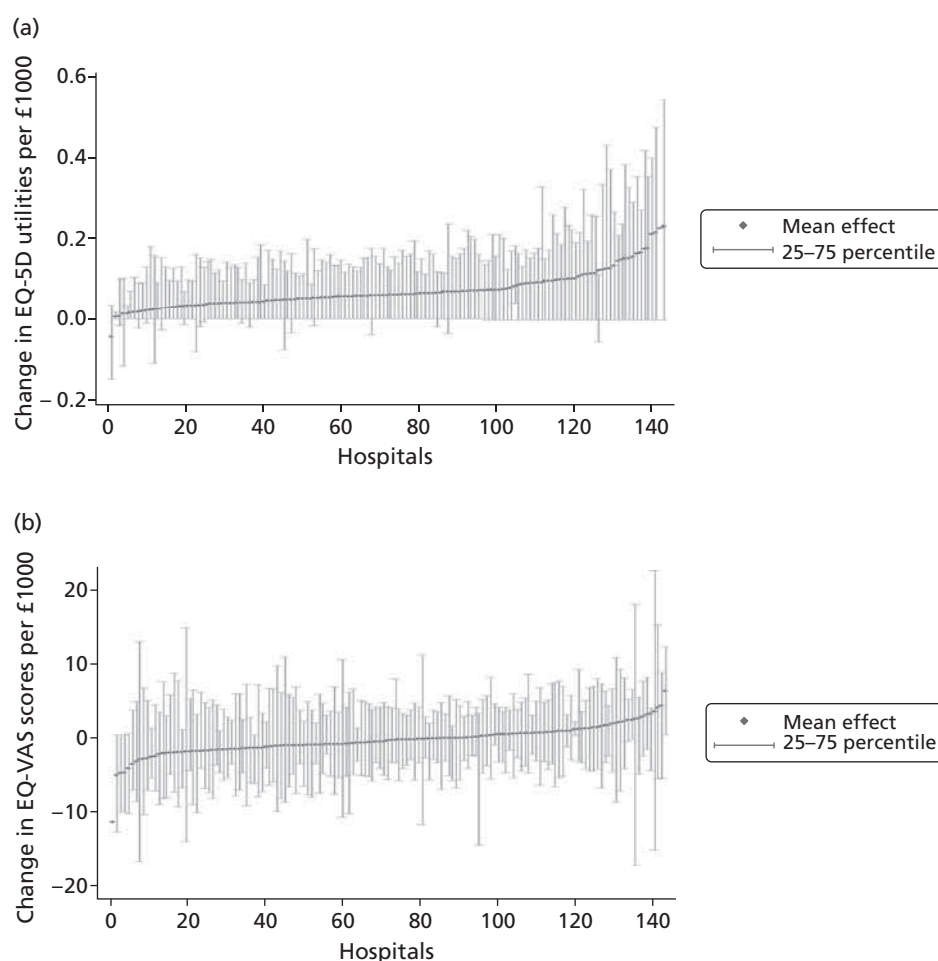 (a)
Change in EQ-5D utilities per £1000
0.6
0.4
0.2
0.0
– 0.2
0 20 40 60 80 100 120 140
Hospitals
Mean effect
25–75 percentile
(b)
Change in EQ-VAS scores per £1000
20
10
0
−10
−20
0 20 40 60 80 100 120 140
Hospitals
Mean effect
25–75 percentile